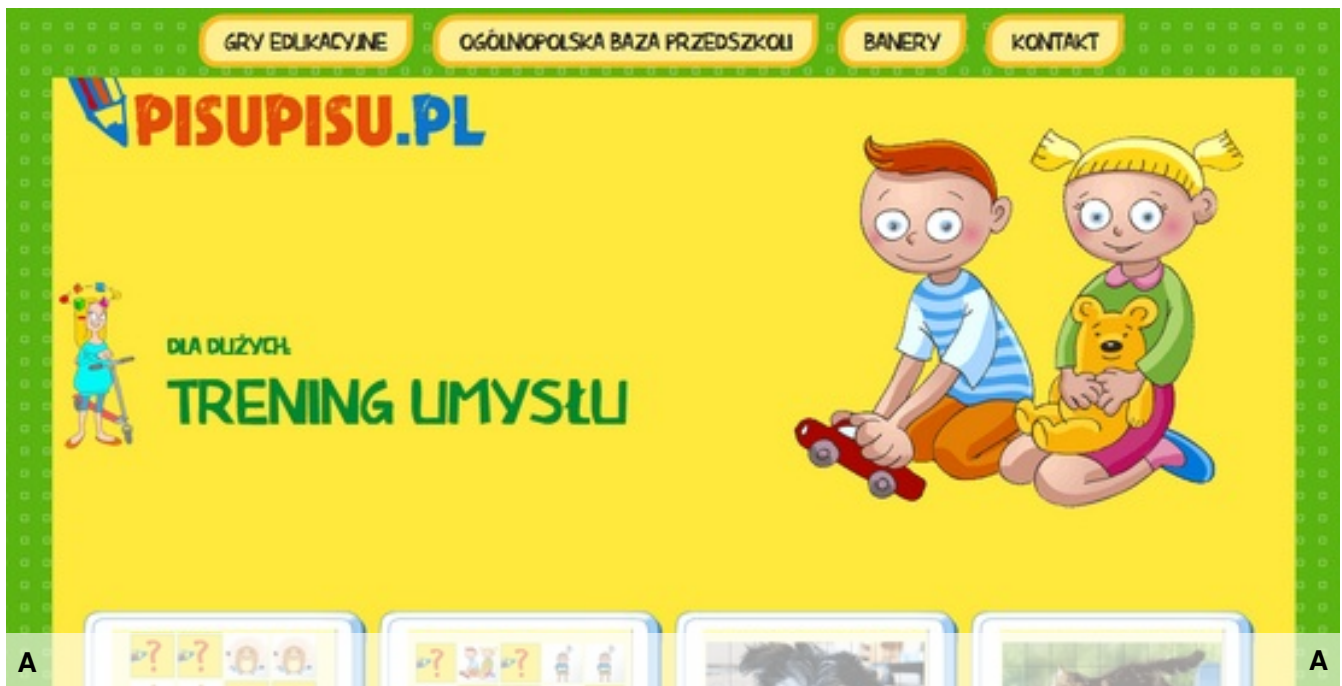 GRY EDUKACYJNE
OGÓLNOPOLSKA BAZA PRZEDSZKOLI
BANERY
KONTAKT
PISUPISU.PL
DLA DUŻYCH.
TRENING UMYSŁU
? ? ? ?
A A